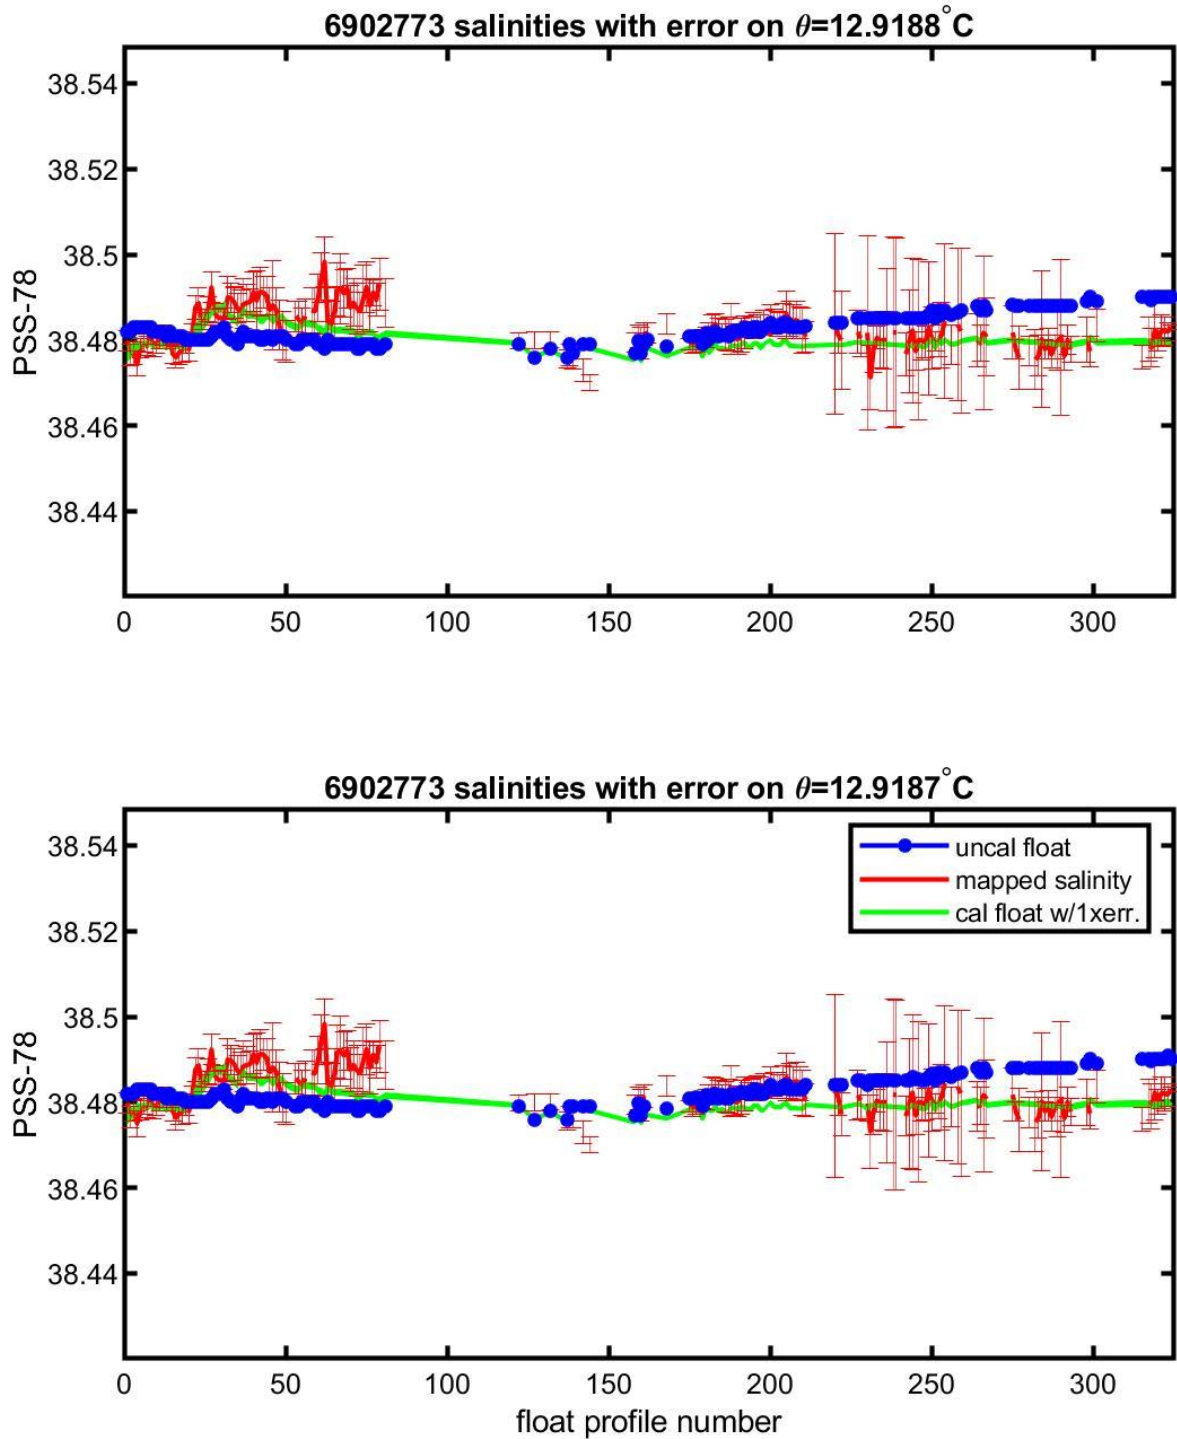 6902773 salinities with error on θ=12.9188°C
38.54
38.52
38.5
38.48
38.46
38.44
PSS-78
0 50 100 150 200 250 300
6902773 salinities with error on θ=12.9187°C
38.54
38.52
38.5
38.48
38.46
38.44
PSS-78
uncal float
mapped salinity
cal float w/1xerr.
0 50 100 150 200 250 300
float profile number